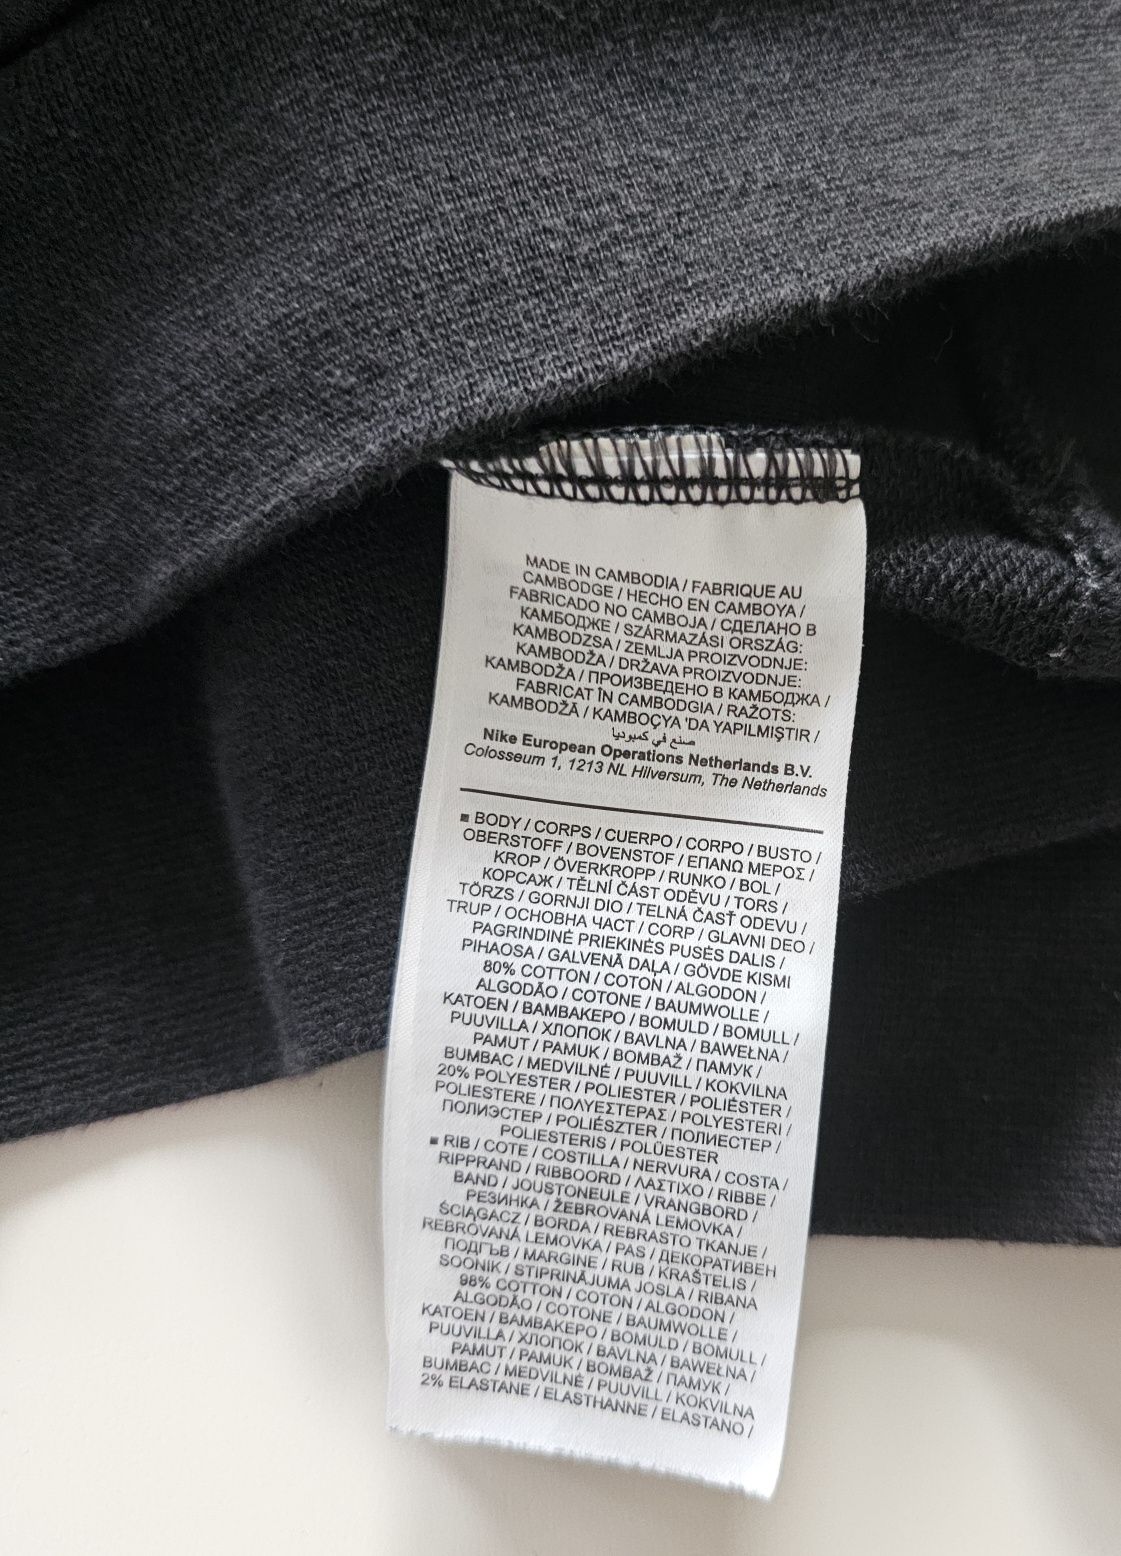 MADE IN CAMBODIA / FABRIQUE AU
CAMBODGE / HECHO EN CAMBOYA /
FABRICADO NO CAMBOJA / СДЕЛАНО В
КАМБОДЖЕ / SZÁRMAZÁSI ORSZÁG:
KAMBODZSA / ZEMLJA PROIZVODNJE:
KAMBODŽA / DRŽAVA PROIZVODNJE:
KAMBODŽA / ПРОИЗВЕДЕНО В КАМБОДЖА /
FABRICAT ÎN CAMBODGIA / RAŽOTS:
KAMBODŽĀ / KAMBOÇYA 'DA YAPILMIŞTIR /
صنع في كمبوديا
Nike European Operations Netherlands B.V.
Colosseum 1, 1213 NL Hilversum, The Netherlands
■ BODY / CORPS / CUERPO / CORPO / BUSTO /
OBERSTOFF / BOVENSTOF / ΕΠΑΝΩ ΜΕΡΟΣ /
KROP / ÖVERKROPP / RUNKO / BOL /
КОРСАЖ / TĚLNÍ ČÁST ODĚVU / TORS /
TÖRZS / GORNJI DIO / TELNÁ ČASŤ ODEVU /
TRUP / ОСНОВНА ЧАСТ / CORP / GLAVNI DEO /
PAGRINDINĖ PRIEKINĖS PUSĖS DALIS /
PIHAOSA / GALVENĀ DAĻA / GÖVDE KISMI
80% COTTON / COTON / ALGODON /
ALGODÃO / COTONE / BAUMWOLLE /
KATOEN / ΒΑΜΒΑΚΕΡΟ / BOMULD / BOMULL /
PUUVILLA / ХЛОПОК / BAVLNA / BAWEŁNA /
PAMUT / PAMUK / BOMBAŽ / ПАМУК /
BUMBAC / MEDVILNĖ / PUUVILL / KOKVILNA
20% POLYESTER / POLIESTER / POLIÉSTER /
POLIESTERE / ΠΟΛΥΕΣΤΕΡΑΣ / POLYESTERI /
ПОЛИЭСТЕР / POLIÉSZTER / ПОЛИЕСТЕР /
POLIESTERIS / POLÜESTER
■ RIB / COTE / COSTILLA / NERVURA / COSTA /
RIPPRAND / RIBBOORD / ΛΑΣΤΙΧΟ / RIBBE /
BAND / JOUSTONEULE / VRANGBORD /
РЕЗИНКА / ŽEBROVANÁ LEMOVKA /
ŚCIĄGACZ / BORDA / REBRASTO TKANJE /
REBROVANÁ LEMOVKA / PAS / ДЕКОРАТИВЕН
ПОДГЪВ / MARGINE / RUB / KRAŠTELIS /
SOONIK / STIPRINĀJUMA JOSLA / RIBANA
98% COTTON / COTON / ALGODON /
ALGODÃO / COTONE / BAUMWOLLE /
KATOEN / ΒΑΜΒΑΚΕΡΟ / BOMULD / BOMULL /
PUUVILLA / ХЛОПОК / BAVLNA / BAWEŁNA /
PAMUT / PAMUK / BOMBAŽ / ПАМУК /
BUMBAC / MEDVILNĖ / PUUVILL / KOKVILNA
2% ELASTANE / ELASTHANNE / ELASTANO /